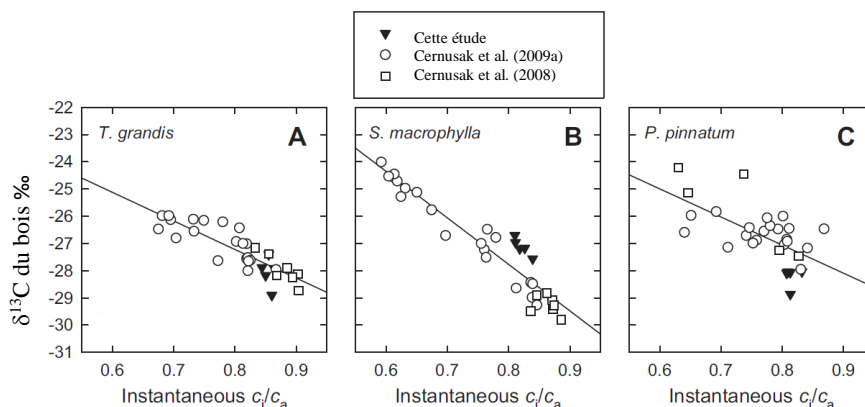 Cette étude
Cernusak et al. (2009a)
Cernusak et al. (2008)
-22
-23
-24
-25
-26
-27
-28
-29
-30
-31
δ¹³C du bois ‰
T. grandis
A
S. macrophylla
B
P. pinnatum
C
0.6 0.7 0.8 0.9
0.6 0.7 0.8 0.9
0.6 0.7 0.8 0.9
Instantaneous cᵢ/cₐ
Instantaneous cᵢ/cₐ
Instantaneous cᵢ/cₐ